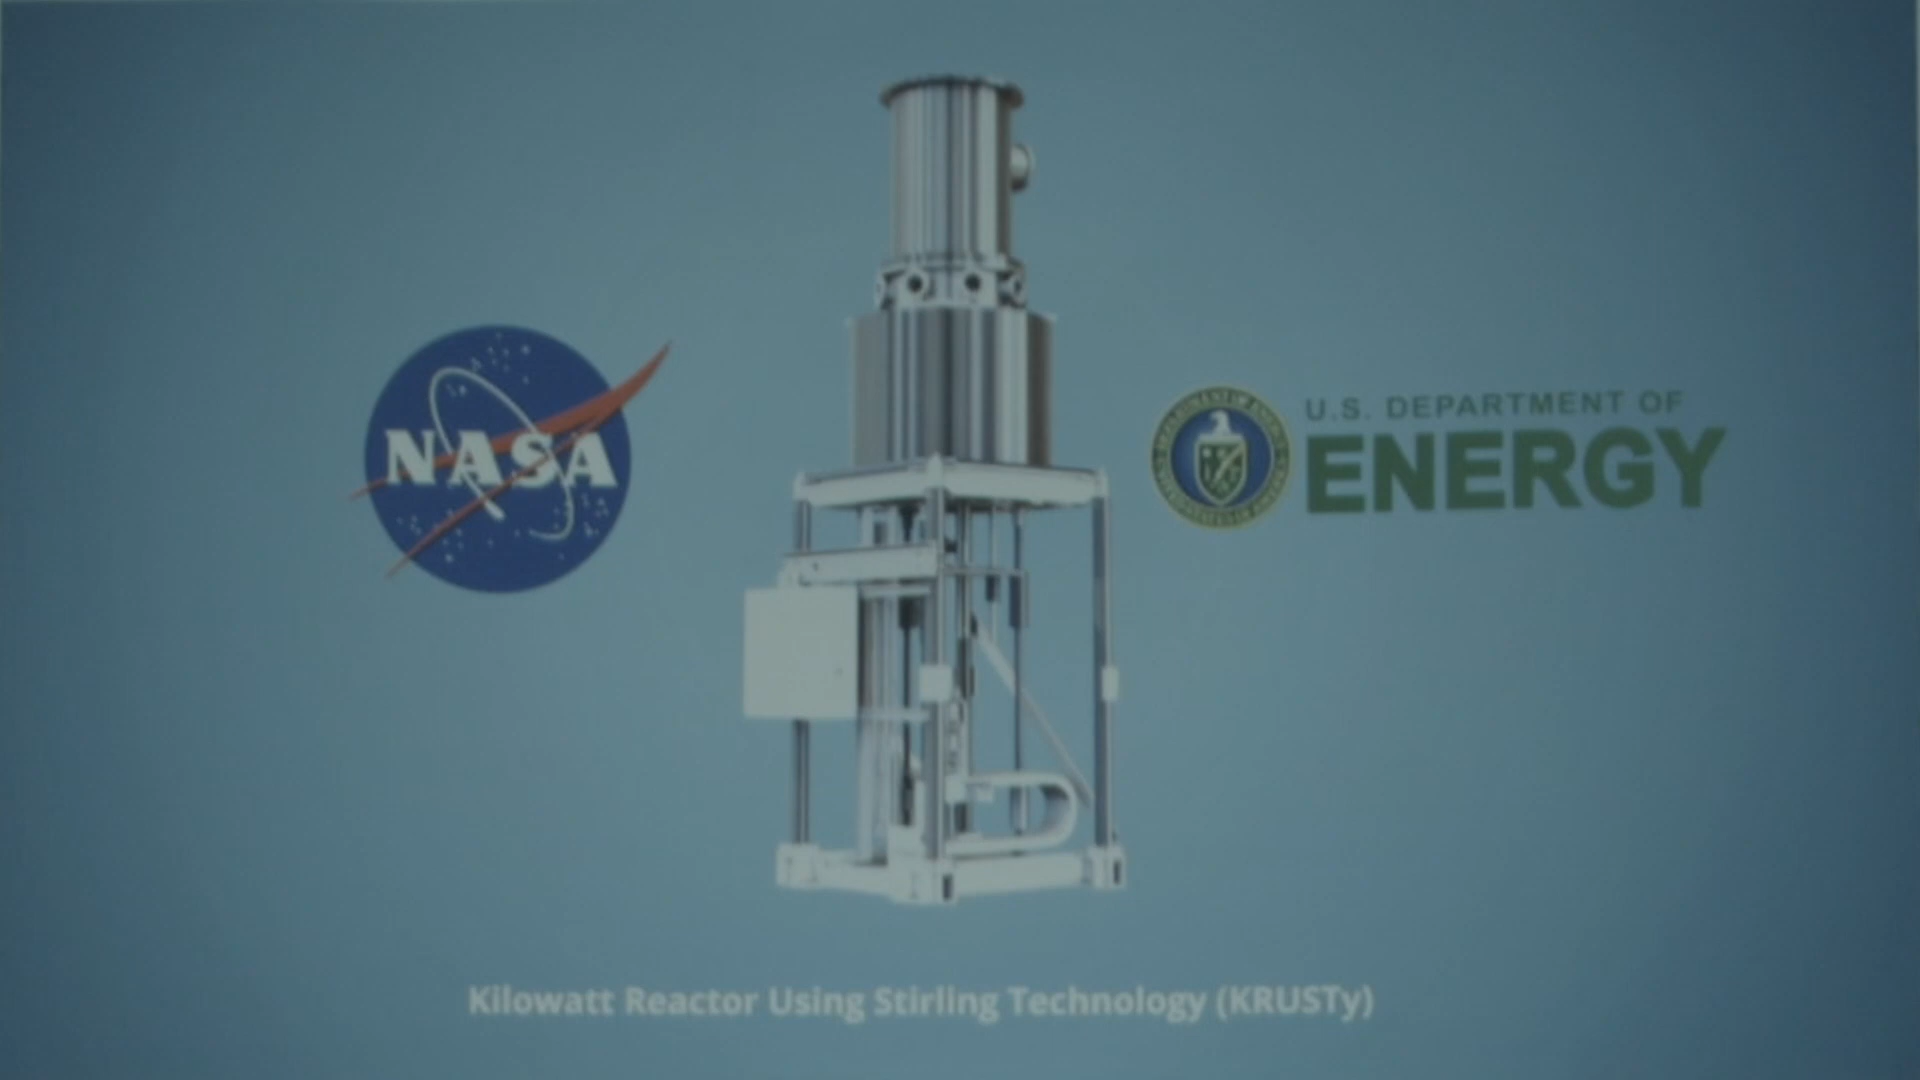 NASA
U.S. DEPARTMENT OF
ENERGY
Kilowatt Reactor Using Stirling Technology (KRUSTy)